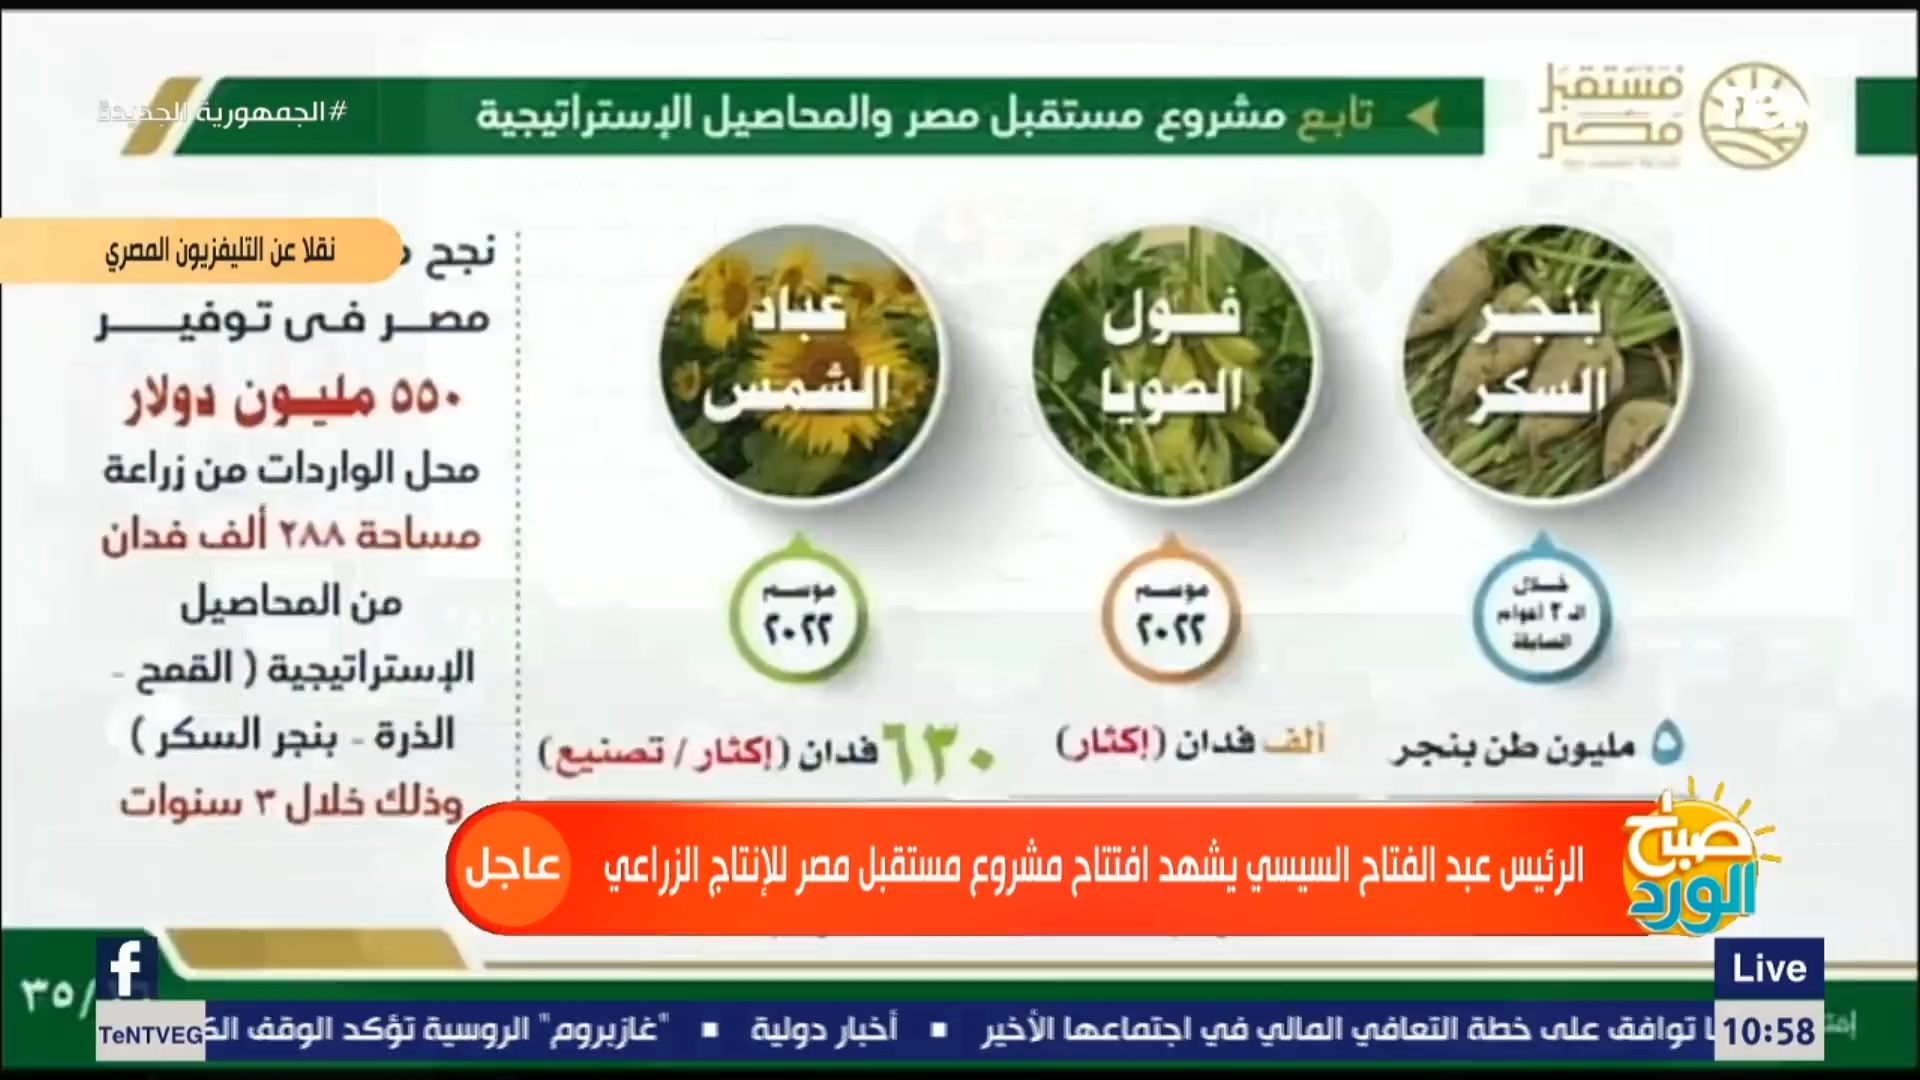 #الجمهورية الجديدة
تابع مشروع مستقبل مصر والمحاصيل الإستراتيجية
مستقبل
مصر
TeN
نقلا عن التليفزيون المصري
بنجر
السكر
فول
الصويا
عباد
الشمس
خلال
الـ ٣ أعوام
السابقة
موسم
٢٠٢٢
موسم
٢٠٢٢
٥ مليون طن بنجر
ألف فدان (إكثار)
٦٣٠ فدان (إكثار / تصنيع)
نجح
مصر فى توفير
٥٥٠ مليون دولار
محل الواردات من زراعة
مساحة ٢٨٨ ألف فدان
من المحاصيل
الإستراتيجية ( القمح -
الذرة - بنجر السكر )
وذلك خلال ٣ سنوات
صباح
الورد
الرئيس عبد الفتاح السيسي يشهد افتتاح مشروع مستقبل مصر للإنتاج الزراعي
عاجل
Live
10:58
٣٥/
f
TeNTVEG
توافق على خطة التعافي المالي في اجتماعها الأخير ▪ أخبار دولية ▪ "غازبروم" الروسية تؤكد الوقف